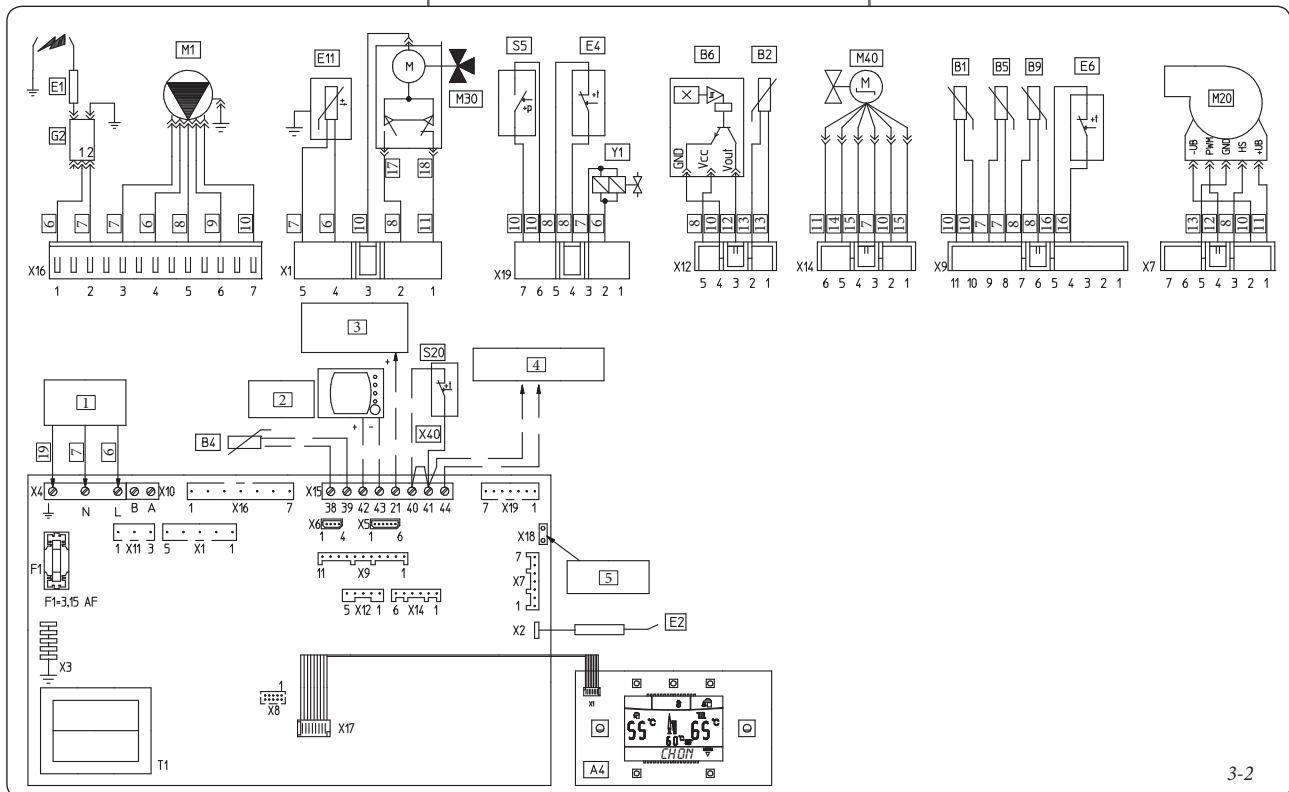 E1
G2
1 2
M1
6 7 7 6 8 9 10
X16
1 2 3 4 5 6 7
E11
M
M30
17 18
7 6 10 8 11
X1
5 4 3 2 1
S5
+p
E4
+t
Y1
10 10 8 8 7 6
X19
7 6 5 4 3 2 1
B6
B2
GND Vcc Vout
8 10 12 13 13
X12
5 4 3 2 1
M40
M
11 14 15 7 10 15
X14
6 5 4 3 2 1
B1 B5 B9 E6
+t
10 10 7 7 8 8 16 16
X9
11 10 9 8 7 6 5 4 3 2 1
M20
-UB PWM GND HS +UB
13 12 8 10 11
X7
7 6 5 4 3 2 1
3
+
S20
+t
4
1
2
+ -
B4
X40
19 7 6
X4
N L B A
X10
1 X16 7
X15
38 39 42 43 21 40 41 44
7 X19 1
X6
1 4
X5
1 6
X18
1 X11 3
5 X1 1
5
F1
F1=3,15 AF
11 X9 1
7
X7
1
5 X12 1
6 X14 1
X2
E2
X3
1
X8
X17
X1
T1
A4
55 °C
65 °C
60 °C
CH ON
3-2